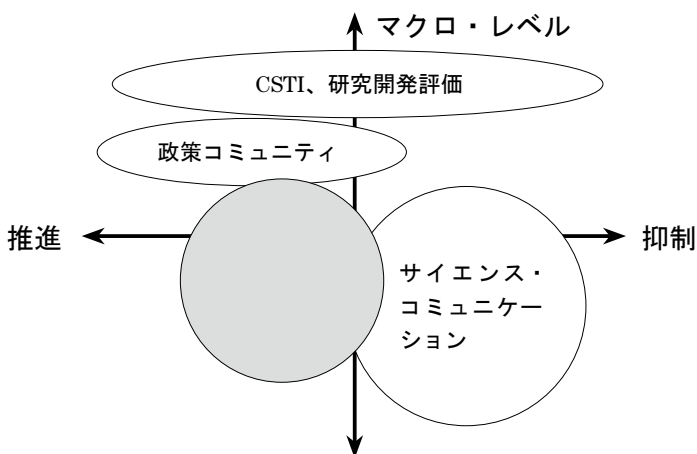 マクロ・レベル
CSTI、研究開発評価
政策コミュニティ
推進
抑制
サイエンス・
コミュニケー
ション